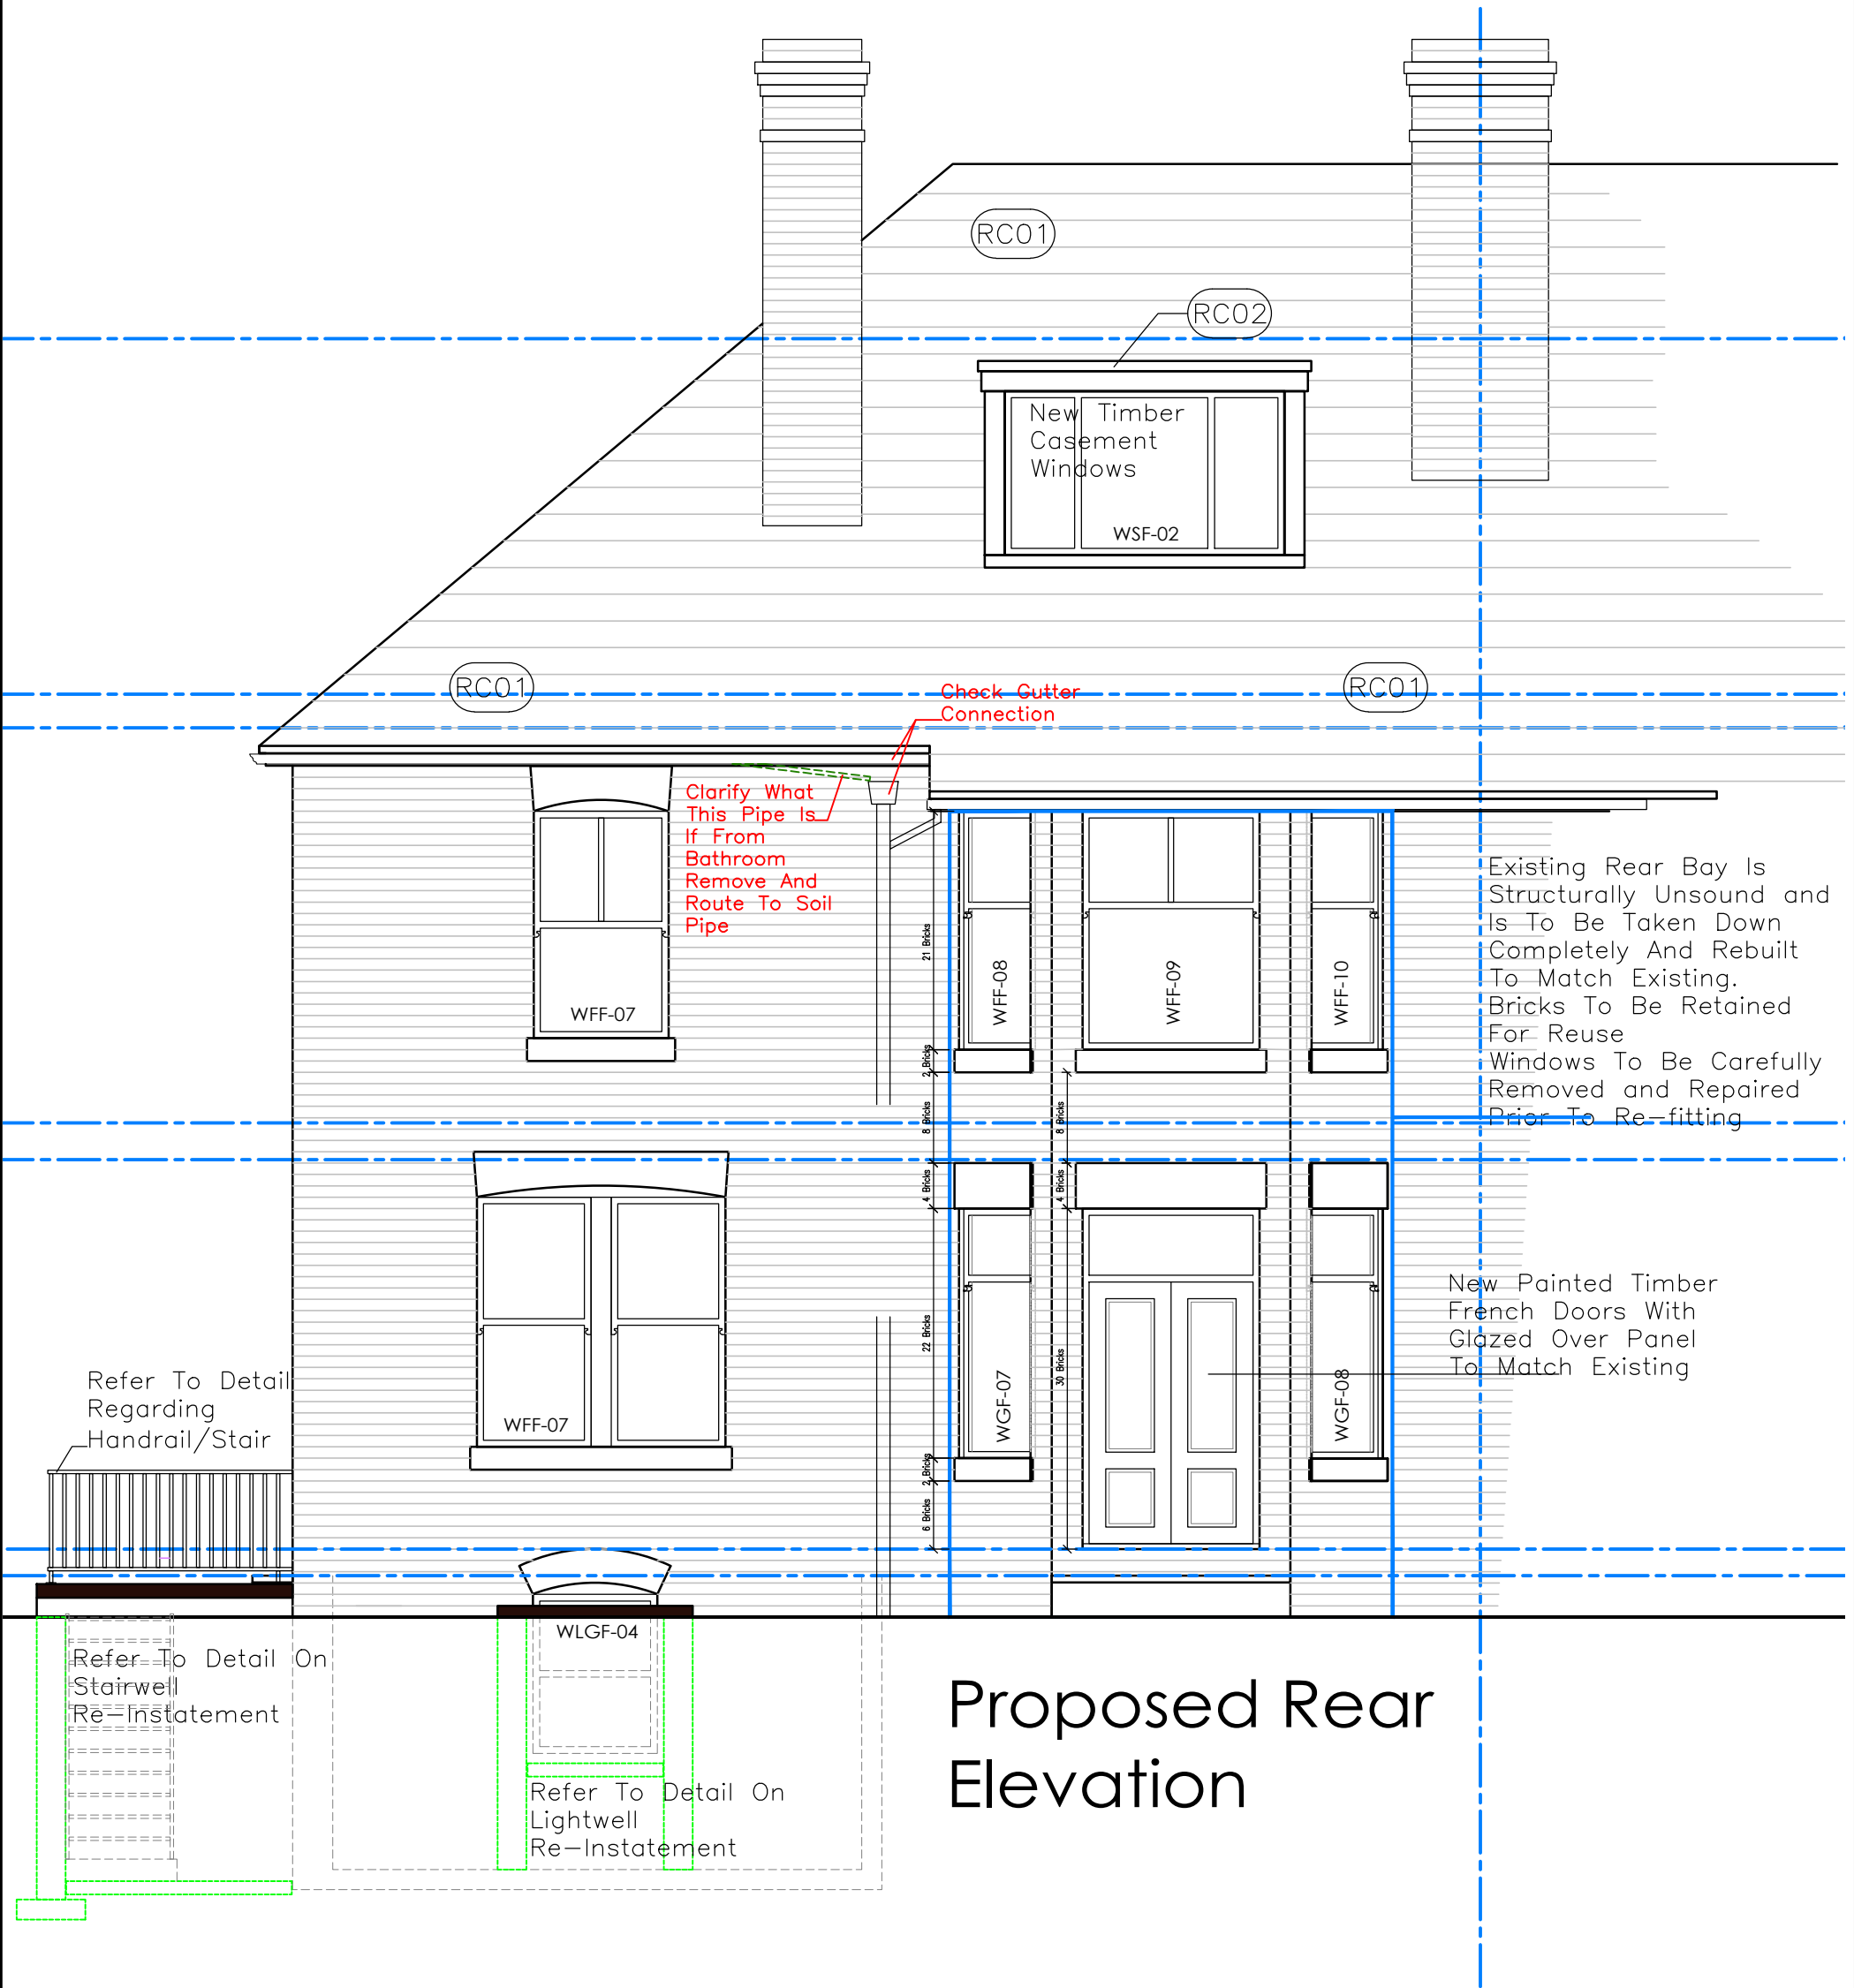 RC01
RC02
New Timber
Casement
Windows
WSF-02
RC01
RC01
Check Gutter
Connection
Clarify What
This Pipe Is
If From
Bathroom
Remove And
Route To Soil
Pipe
WFF-07
WFF-08
WFF-09
WFF-10
21 Bricks
2 Bricks
8 Bricks
4 Bricks
22 Bricks
2 Bricks
6 Bricks
8 Bricks
4 Bricks
30 Bricks
Existing Rear Bay Is
Structurally Unsound and
Is To Be Taken Down
Completely And Rebuilt
To Match Existing.
Bricks To Be Retained
For Reuse
Windows To Be Carefully
Removed and Repaired
Prior To Re-fitting
New Painted Timber
French Doors With
Glazed Over Panel
To Match Existing
WFF-07
WGF-07
WGF-08
Refer To Detail
Regarding
Handrail/Stair
WLGF-04
Refer To Detail On
Stairwell
Re-Instatement
Refer To Detail On
Lightwell
Re-Instatement
Proposed Rear
Elevation